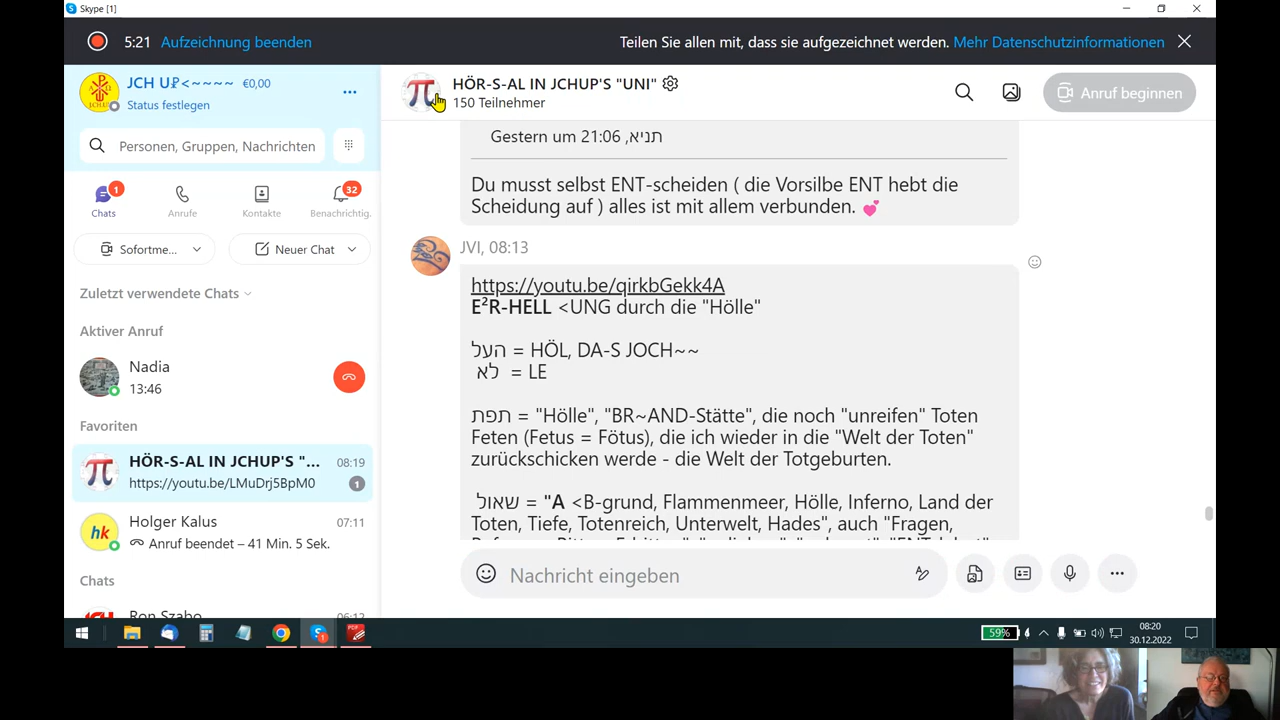 Skype [1]
5:21 Aufzeichnung beenden
Teilen Sie allen mit, dass sie aufgezeichnet werden. Mehr Datenschutzinformationen
€0,00
Status festlegen
Personen, Gruppen, Nachrichten
Chats 1
Anrufe
Kontakte
Benachrichtig. 32
Sofortme...
Neuer Chat
Zuletzt verwendete Chats
Aktiver Anruf
Nadia
13:46
Favoriten
HÖR-S-AL IN JCHUP'S "... 08:19
https://youtu.be/LMuDrj5BpM0 1
Holger Kalus 07:11
Anruf beendet – 41 Min. 5 Sek.
Chats
Ron Szabo 06:12
HÖR-S-AL IN JCHUP'S "UNI"
150 Teilnehmer
Anruf beginnen
תניא, Gestern um 21:06
Du musst selbst ENT-scheiden ( die Vorsilbe ENT hebt die
Scheidung auf ) alles ist mit allem verbunden. 💕
JVI, 08:13
https://youtu.be/qirkbGekk4A
E²R-HELL <UNG durch die "Hölle"
העל = HÖL, DA-S JOCH~~
לא = LE
תפת = "Hölle", "BR~AND-Stätte", die noch "unreifen" Toten
Feten (Fetus = Fötus), die ich wieder in die "Welt der Toten"
zurückschicken werde - die Welt der Totgeburten.
שאול = "A <B-grund, Flammenmeer, Hölle, Inferno, Land der
Toten, Tiefe, Totenreich, Unterwelt, Hades", auch "Fragen,
Nachricht eingeben
59%
08:20
30.12.2022